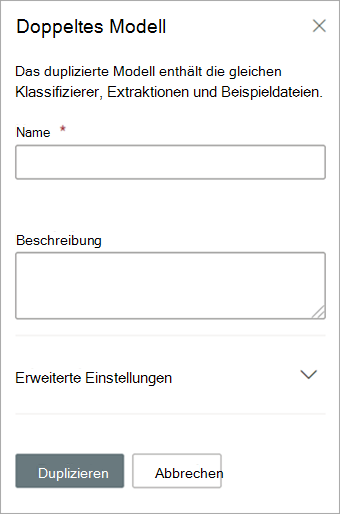 Doppeltes Modell
Das duplizierte Modell enthält die gleichen
Klassifizierer, Extraktionen und Beispieldateien.
Name *
Beschreibung
Erweiterte Einstellungen
Duplizieren Abbrechen